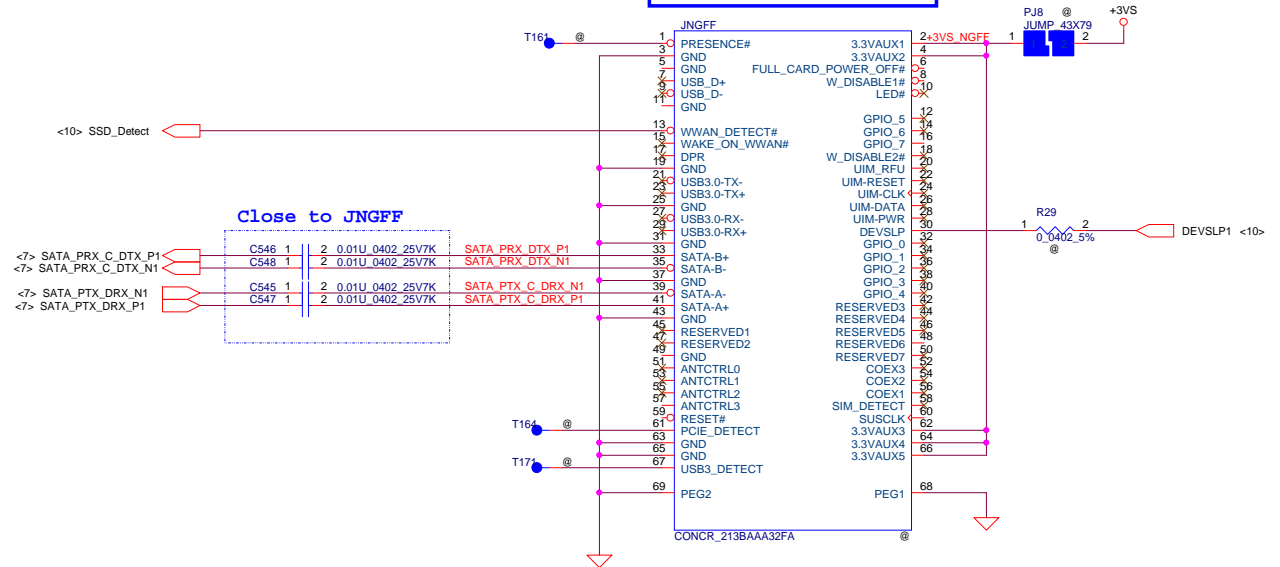 JNGFF
PJ8 @
+3VS
JUMP_43X79
1 1 2 2
T161 @
1 PRESENCE#
3 GND
5 GND
7 USB_D+
9 USB_D-
11 GND
13 WWAN_DETECT#
15 WAKE_ON_WWAN#
17 DPR
19 GND
21 USB3.0-TX-
23 USB3.0-TX+
25 GND
27 USB3.0-RX-
29 USB3.0-RX+
31 GND
33 SATA-B+
35 SATA-B-
37 GND
39 SATA-A-
41 SATA-A+
43 GND
45 RESERVED1
47 RESERVED2
49 GND
51 ANTCTRL0
53 ANTCTRL1
55 ANTCTRL2
57 ANTCTRL3
59 RESET#
61 PCIE_DETECT
63 GND
65 GND
67 USB3_DETECT
69 PEG2
3.3VAUX1 2 +3VS_NGFF
3.3VAUX2 4
FULL_CARD_POWER_OFF# 6
W_DISABLE1# 8
LED# 10
GPIO_5 12
GPIO_6 14
GPIO_7 16
W_DISABLE2# 18
UIM_RFU 20
UIM-RESET 22
UIM-CLK 24
UIM-DATA 26
UIM-PWR 28
DEVSLP 30
GPIO_0 32
GPIO_1 34
GPIO_2 36
GPIO_3 38
GPIO_4 40
RESERVED3 42
RESERVED4 44
RESERVED5 46
RESERVED6 48
RESERVED7 50
COEX3 52
COEX2 54
COEX1 56
SIM_DETECT 58
SUSCLK 60
3.3VAUX3 62
3.3VAUX4 64
3.3VAUX5 66
PEG1 68
<10> SSD_Detect
Close to JNGFF
<7> SATA_PRX_C_DTX_P1 C546 1 2 0.01U_0402_25V7K SATA_PRX_DTX_P1
<7> SATA_PRX_C_DTX_N1 C548 1 2 0.01U_0402_25V7K SATA_PRX_DTX_N1
<7> SATA_PTX_DRX_N1 C545 1 2 0.01U_0402_25V7K SATA_PTX_C_DRX_N1
<7> SATA_PTX_DRX_P1 C547 1 2 0.01U_0402_25V7K SATA_PTX_C_DRX_P1
R29
1 2 DEVSLP1 <10>
0_0402_5%
@
T164 @
T171 @
CONCR_213BAAA32FA @